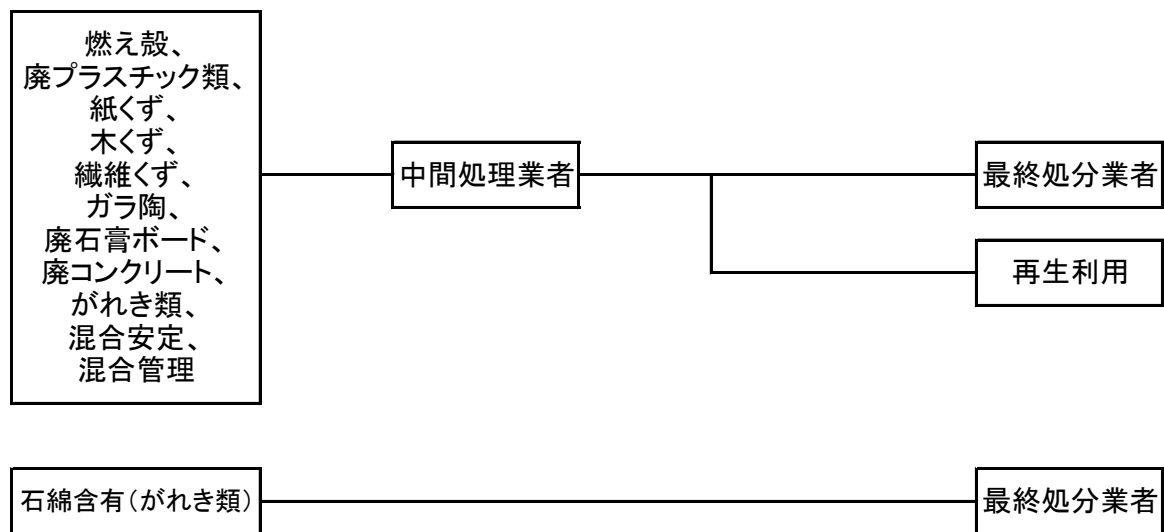 燃え殻、
廃プラスチック類、
紙くず、
木くず、
繊維くず、
ガラ陶、
廃石膏ボード、
廃コンクリート、
がれき類、
混合安定、
混合管理
中間処理業者
最終処分業者
再生利用
石綿含有(がれき類)
最終処分業者